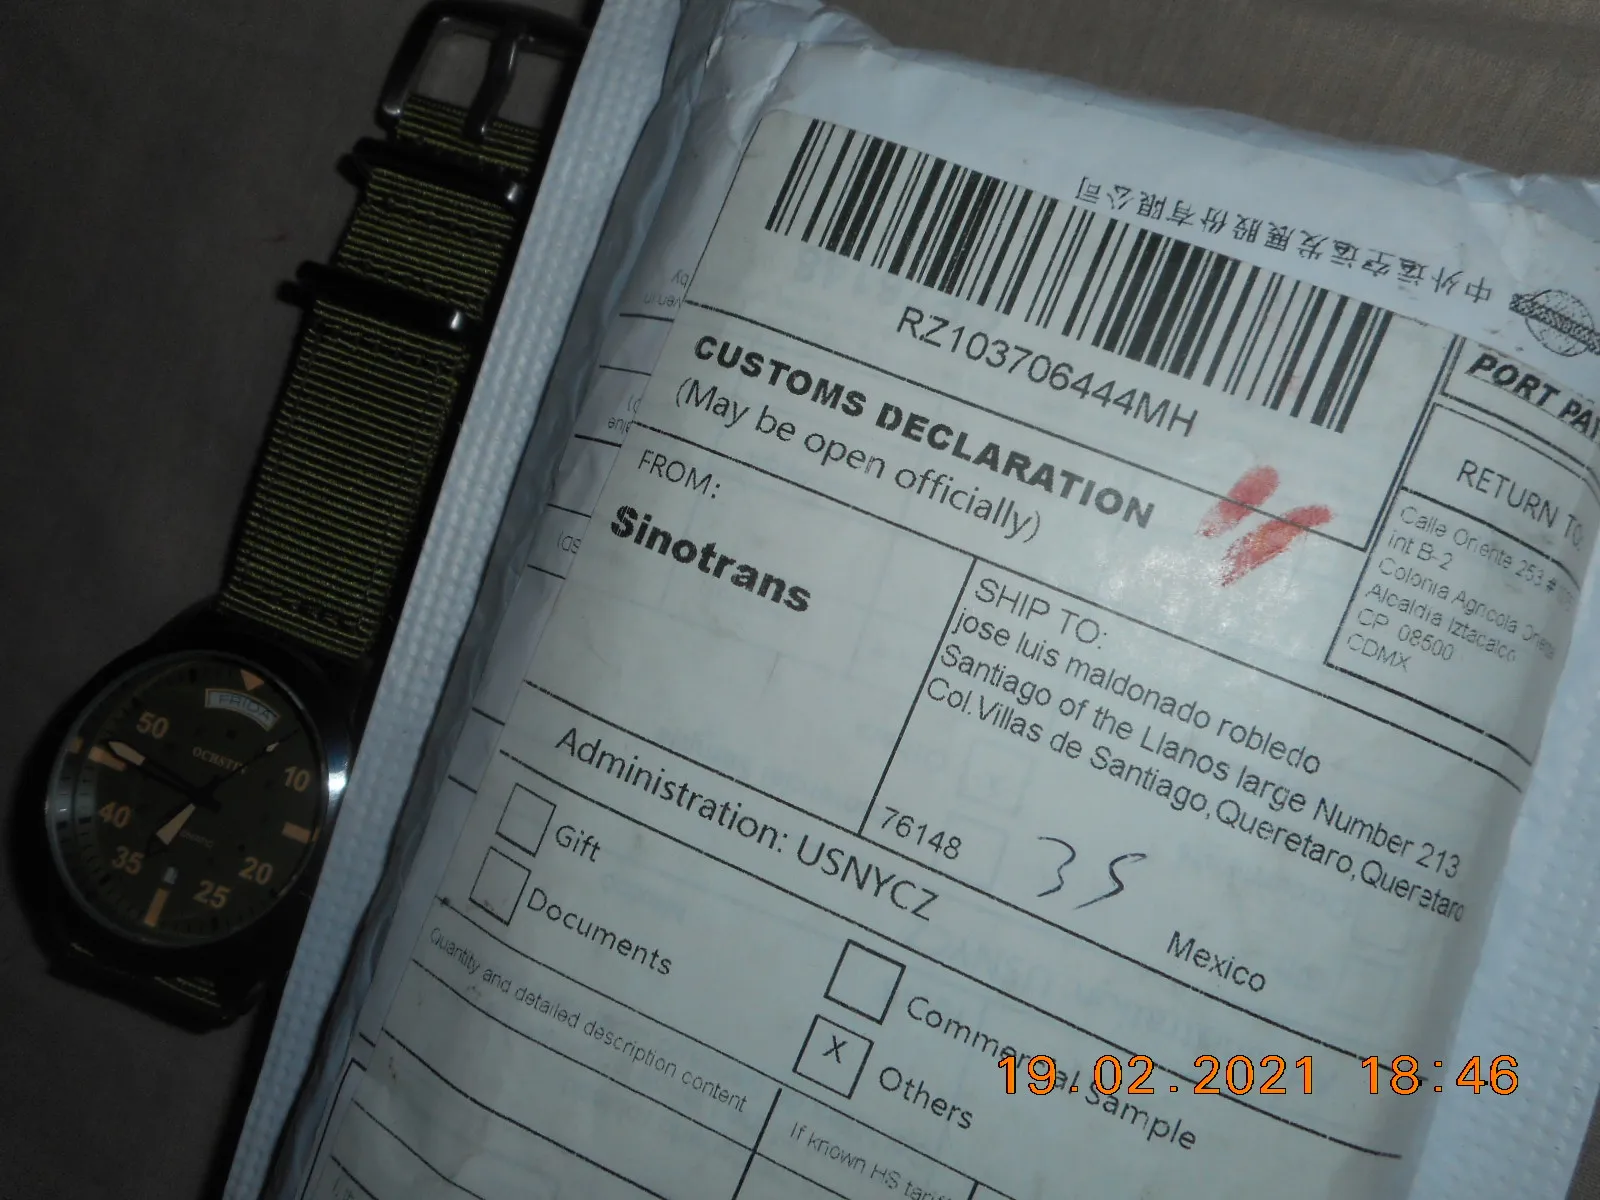 中外运空运发展股份有限公司
RZ103706444MH
CUSTOMS DECLARATION
(May be open officially)
PORT
RETURN TO:
Calle Oriente 253 #
int B-2
Colonia Agricola
Alcaldia Iztacalco
CP 08500
CDMX
FROM:
Sinotrans
SHIP TO:
jose luis maldonado robledo
Santiago of the Llanos large Number 213
Col.Villas de Santiago,Queretaro,Queretaro
76148
35
Mexico
Administration: USNYCZ
Gift
Documents
Commercial Sample
X
Others
Quantity and detailed description content
If known HS
19.02.2021 18:46
FRIDA
50
10
40
20
35
25